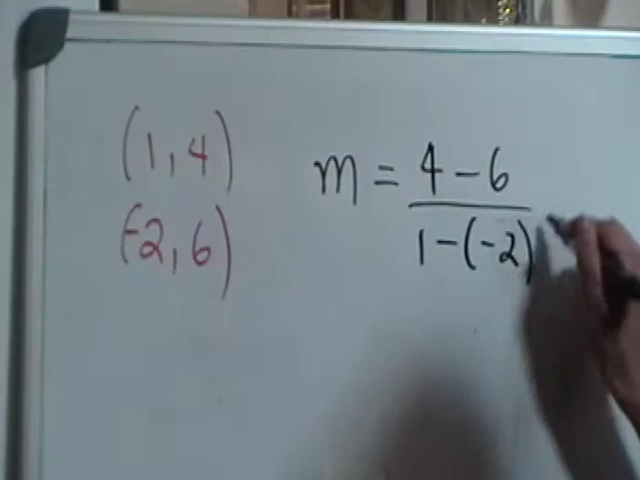 (1,4)
(-2,6)
m = 4-6
1-(-2)